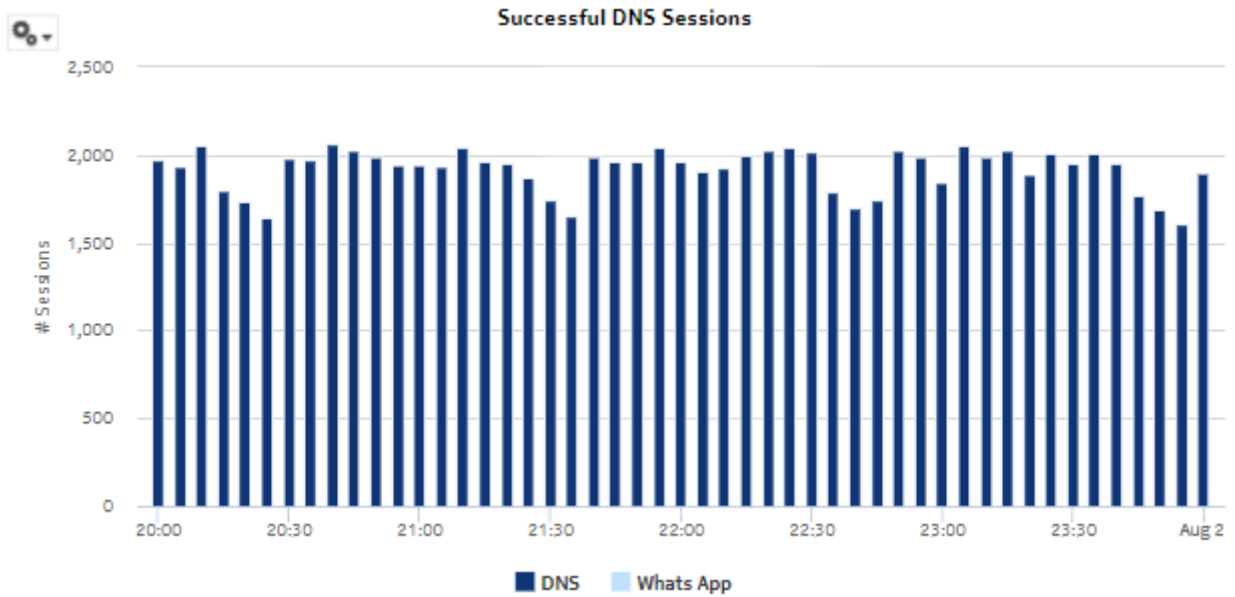 Successful DNS Sessions
2,500
2,000
1,500
1,000
500
0
# Sessions
20:00 20:30 21:00 21:30 22:00 22:30 23:00 23:30 Aug 2
DNS Whats App